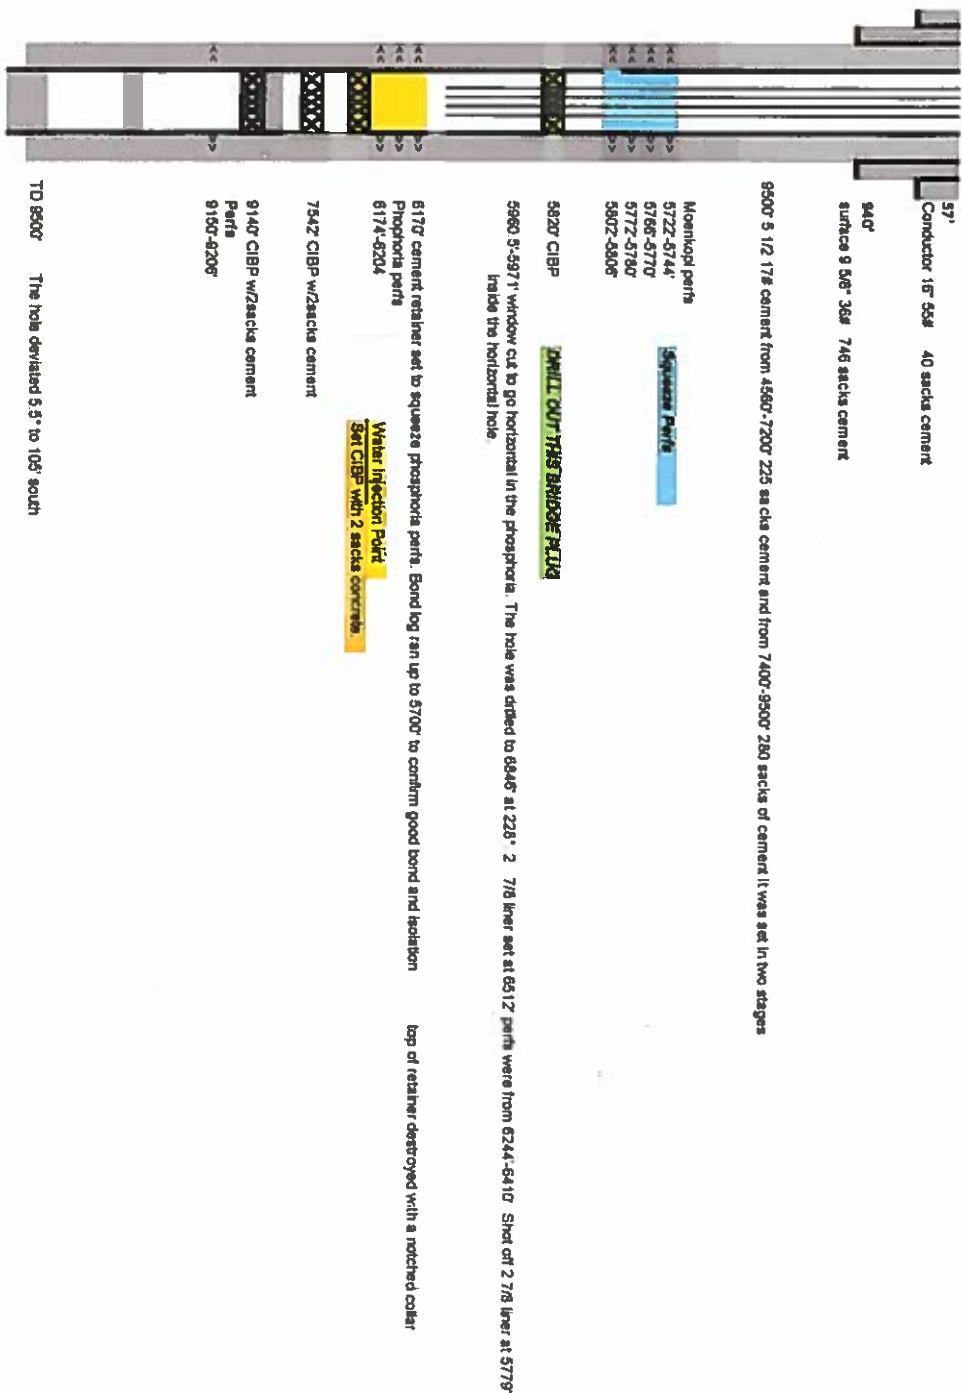 57'
Conductor 16" 55# 40 sacks cement
940'
surface 9 5/8" 36# 746 sacks cement
9500' 5 1/2 17# cement from 4560'-7200' 225 sacks cement and from 7400'-9500' 280 sacks of cement it was set in two stages
Moenkopi perfs
5722'-5744'
5766'-5770'
5772'-5780'
5802'-5806'
Squeeze Perfs
5820' CIBP
DRILL OUT THIS BRIDGE PLUG
5960 5'-5971' window cut to go horizontal in the phosphoria. The hole was drilled to 6846' at 228° 2 7/8 liner set at 6512' perfs were from 6244'-6410' Shot off 2 7/8 liner at 5779'
inside the horizontal hole.
6170' cement retainer set to squeeze phosphoria perfs. Bond log ran up to 5700' to confirm good bond and isolation top of retainer destroyed with a notched collar
Phophoria perfs
6174'-6204
Water Injection Point
Set CIBP with 2 sacks concrete.
7542' CIBP w/2sacks cement
9140' CIBP w/2sacks cement
Perfs
9150'-9206'
TD 9500' The hole deviated 5.5° to 106' south